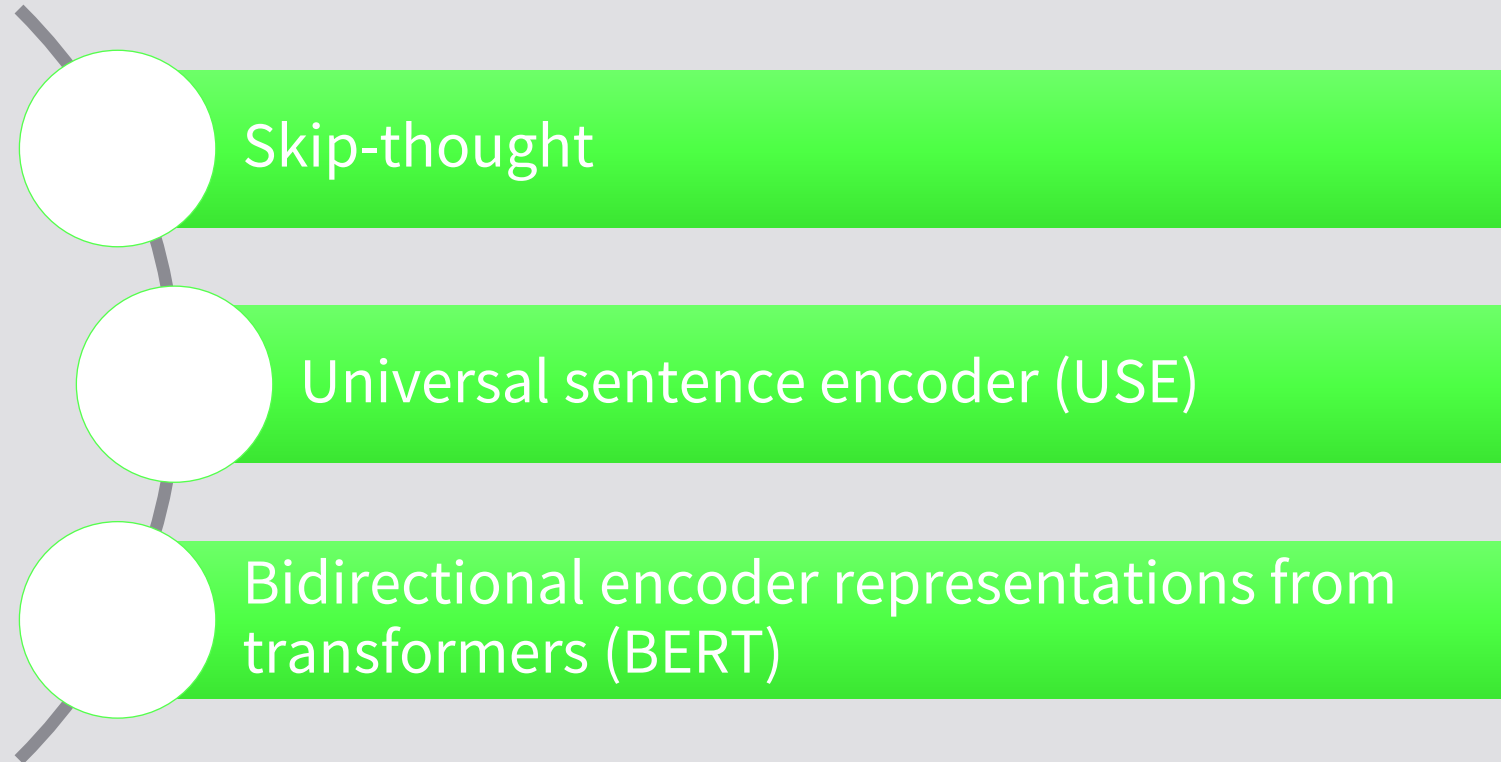 Skip-thought
Universal sentence encoder (USE)
Bidirectional encoder representations from
transformers (BERT)